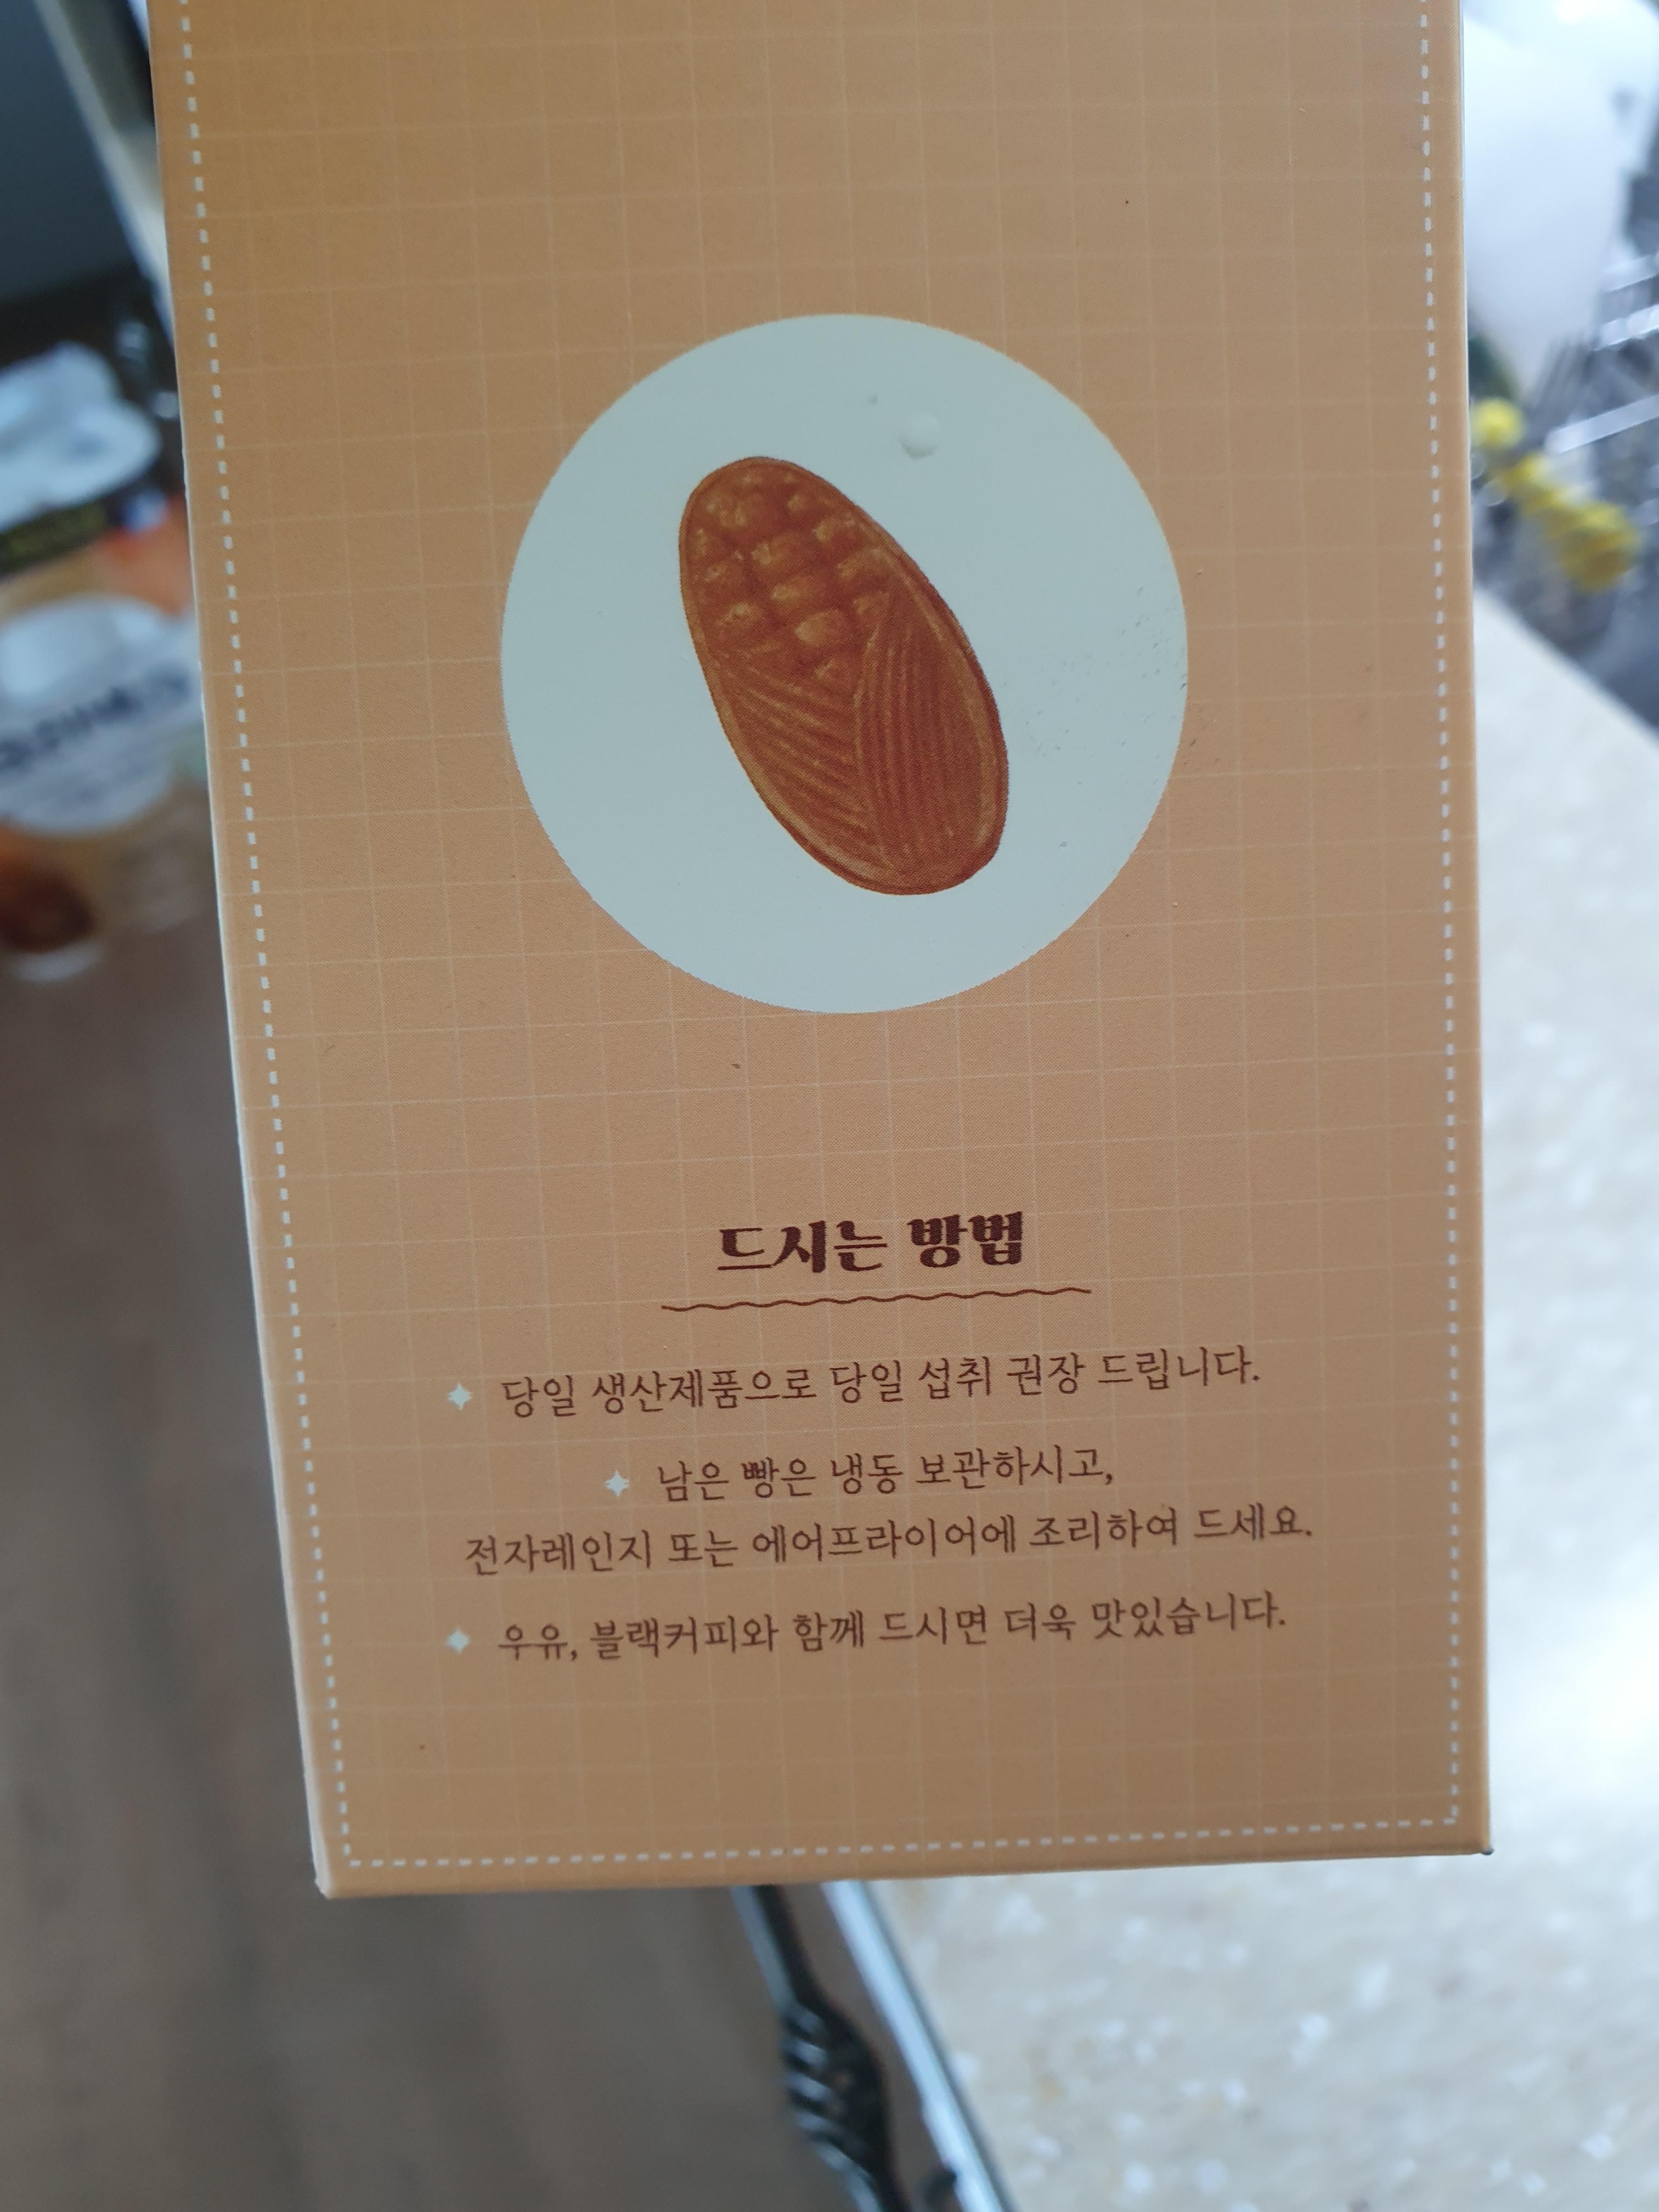 드시는 방법
당일 생산제품으로 당일 섭취 권장 드립니다.
남은 빵은 냉동 보관하시고,
전자레인지 또는 에어프라이어에 조리하여 드세요.
우유, 블랙커피와 함께 드시면 더욱 맛있습니다.